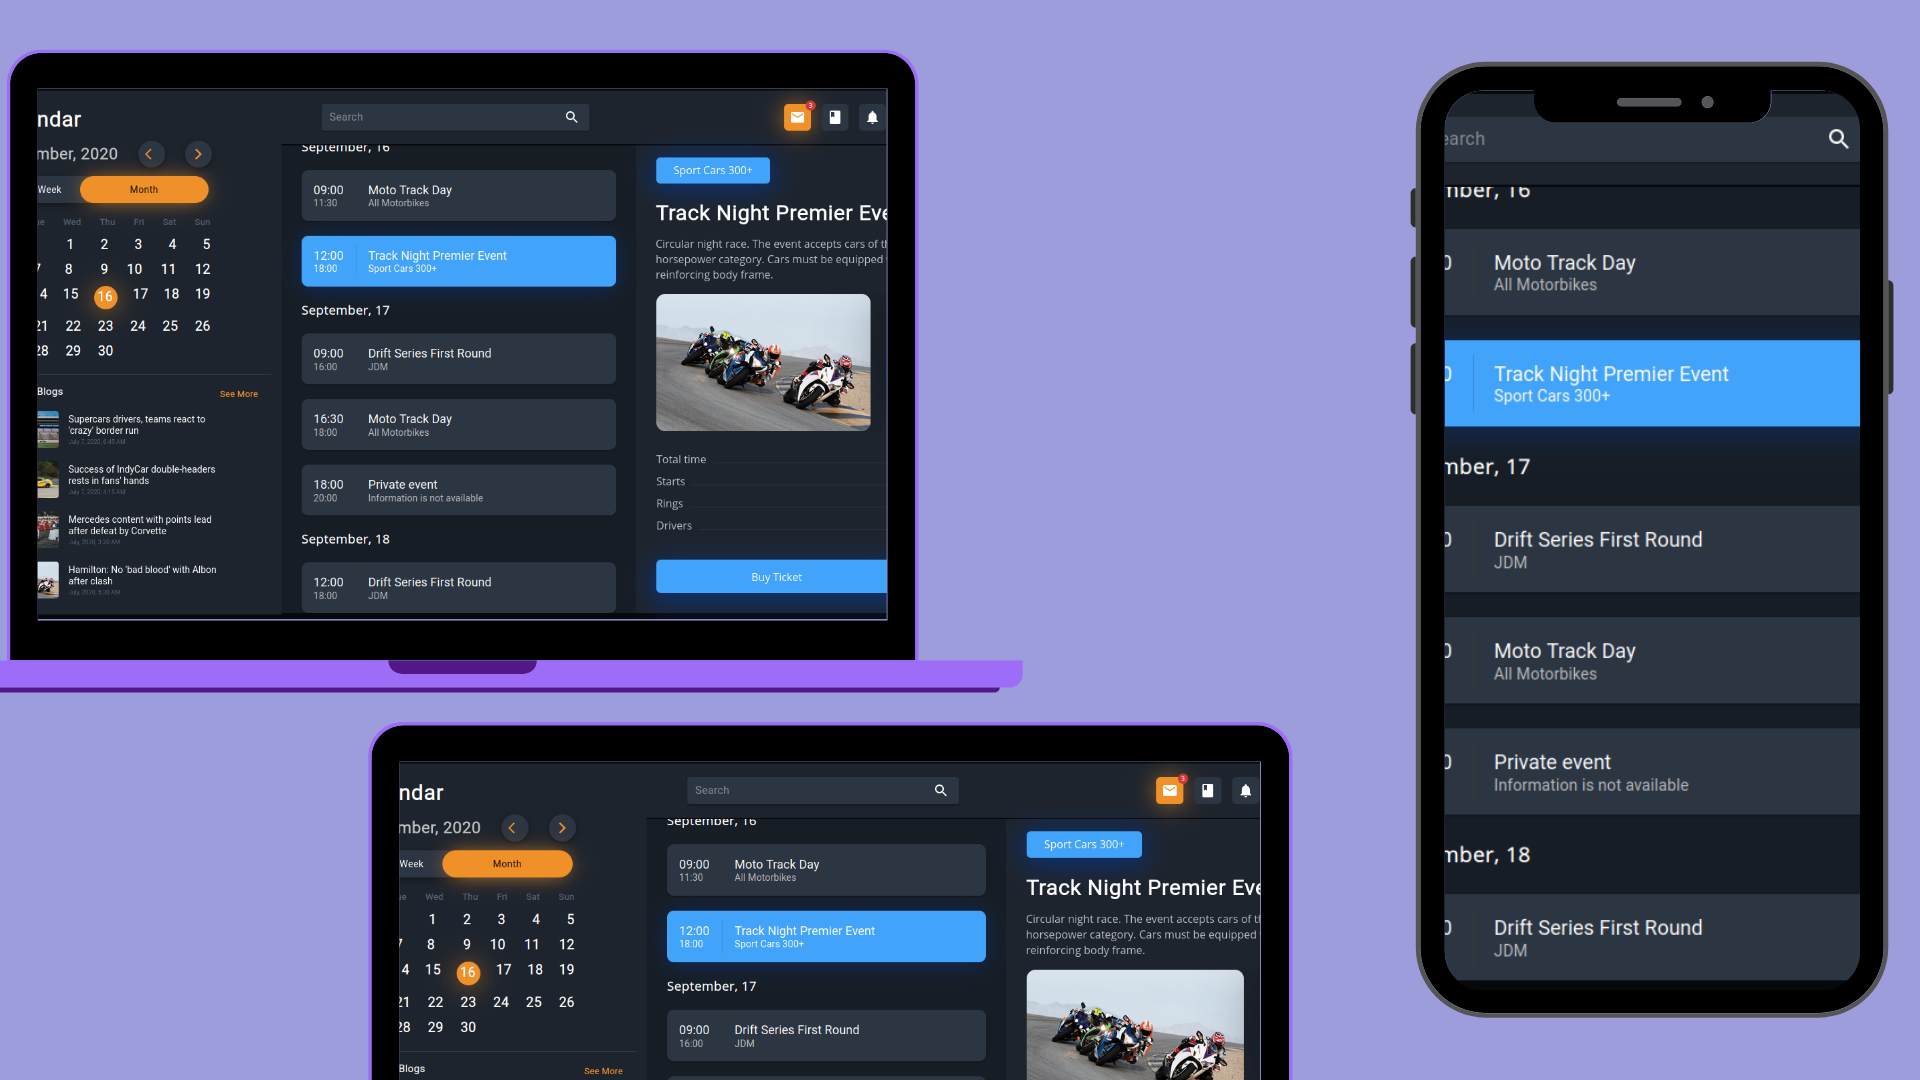 ndar
mber, 2020
Week Month
ue Wed Thu Fri Sat Sun
1 2 3 4 5
7 8 9 10 11 12
4 15 16 17 18 19
21 22 23 24 25 26
28 29 30
Blogs See More
Supercars drivers, teams react to
'crazy' border run
July 7, 2020, 6:45 AM
Success of IndyCar double-headers
rests in fans' hands
July 7, 2020, 4:15 AM
Mercedes content with points lead
after defeat by Corvette
July, 2020, 3:20 AM
Hamilton: No 'bad blood' with Albon
after clash
July, 2020, 6:30 AM
Search
3
September, 16
09:00 Moto Track Day
11:30 All Motorbikes
12:00 Track Night Premier Event
18:00 Sport Cars 300+
September, 17
09:00 Drift Series First Round
16:00 JDM
16:30 Moto Track Day
18:00 All Motorbikes
18:00 Private event
20:00 Information is not available
September, 18
12:00 Drift Series First Round
18:00 JDM
Sport Cars 300+
Track Night Premier Eve
Circular night race. The event accepts cars of th
horsepower category. Cars must be equipped
reinforcing body frame.
Total time
Starts
Rings
Drivers
Buy Ticket
earch
mber, 16
0 Moto Track Day
All Motorbikes
0 Track Night Premier Event
Sport Cars 300+
mber, 17
0 Drift Series First Round
JDM
0 Moto Track Day
All Motorbikes
0 Private event
Information is not available
mber, 18
0 Drift Series First Round
JDM
ndar
mber, 2020
Week Month
ue Wed Thu Fri Sat Sun
1 2 3 4 5
7 8 9 10 11 12
4 15 16 17 18 19
21 22 23 24 25 26
28 29 30
Blogs See More
Search
3
September, 16
09:00 Moto Track Day
11:30 All Motorbikes
12:00 Track Night Premier Event
18:00 Sport Cars 300+
September, 17
09:00 Drift Series First Round
16:00 JDM
Sport Cars 300+
Track Night Premier Eve
Circular night race. The event accepts cars of th
horsepower category. Cars must be equipped
reinforcing body frame.